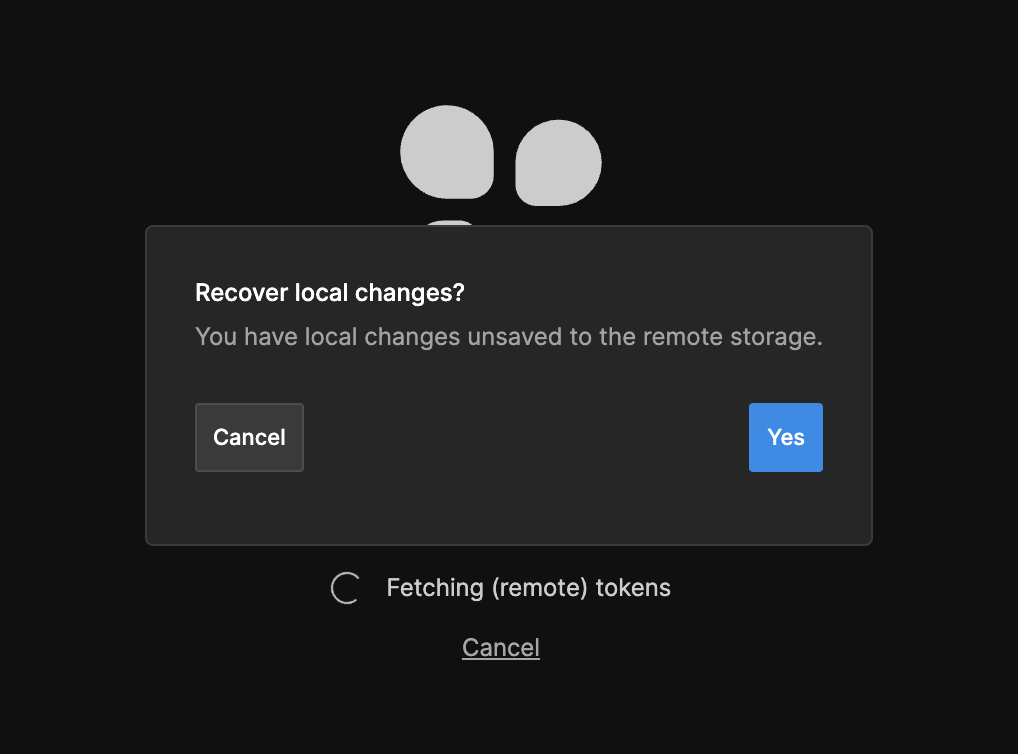 Recover local changes?
You have local changes unsaved to the remote storage.
Cancel
Yes
Fetching (remote) tokens
Cancel